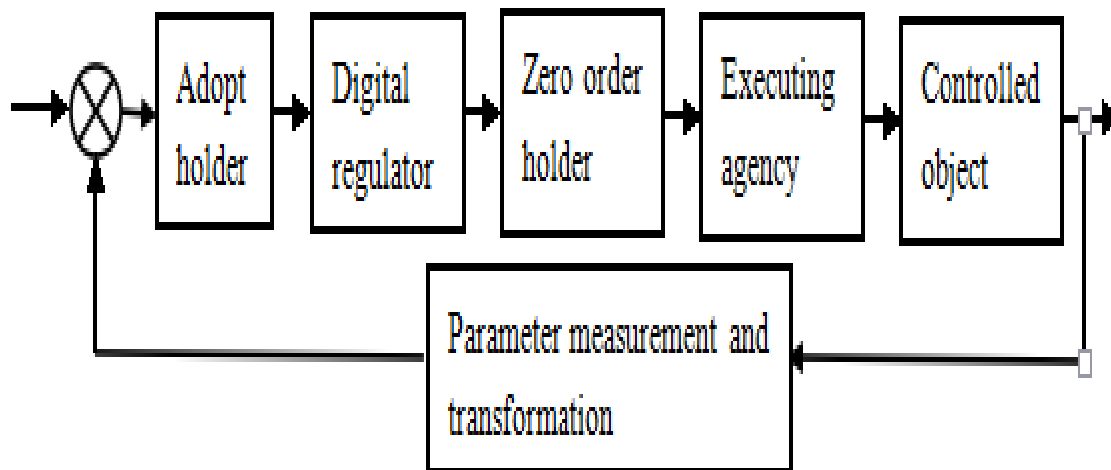 Adopt
holder
Digital
regulator
Zero order
holder
Executing
agency
Controlled
object
Parameter measurement and
transformation